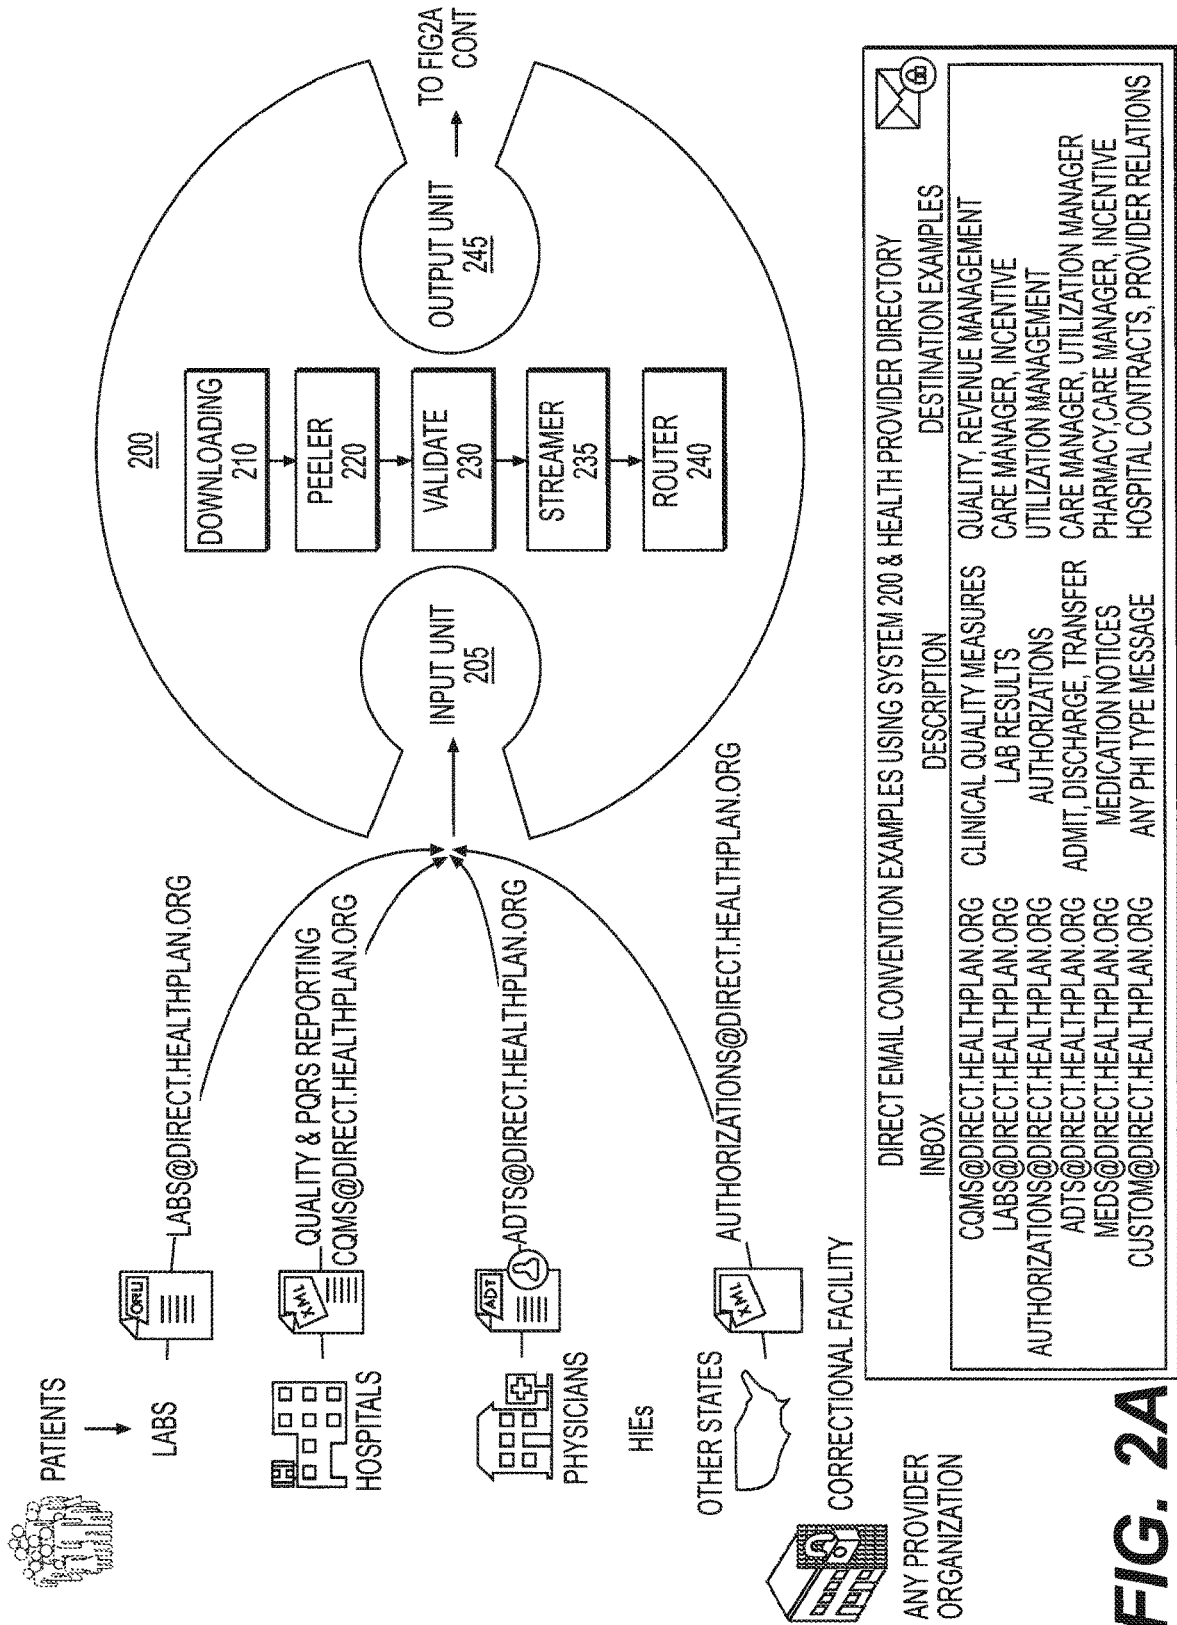 PATIENTS
LABS
ORU
LABS@DIRECT.HEALTHPLAN.ORG
HOSPITALS
H
XML
QUALITY & PQRS REPORTING
CQMS@DIRECT.HEALTHPLAN.ORG
PHYSICIANS
ADT
ADTS@DIRECT.HEALTHPLAN.ORG
HIEs
OTHER STATES
XML
AUTHORIZATIONS@DIRECT.HEALTHPLAN.ORG
CORRECTIONAL FACILITY
ANY PROVIDER
ORGANIZATION
200
INPUT UNIT
205
DOWNLOADING
210
PEELER
220
VALIDATE
230
STREAMER
235
ROUTER
240
OUTPUT UNIT
245
TO FIG2A
CONT
DIRECT EMAIL CONVENTION EXAMPLES USING SYSTEM 200 & HEALTH PROVIDER DIRECTORY
INBOX DESCRIPTION DESTINATION EXAMPLES
CQMS@DIRECT.HEALTHPLAN.ORG CLINICAL QUALITY MEASURES QUALITY, REVENUE MANAGEMENT
LABS@DIRECT.HEALTHPLAN.ORG LAB RESULTS CARE MANAGER, INCENTIVE
AUTHORIZATIONS@DIRECT.HEALTHPLAN.ORG AUTHORIZATIONS UTILIZATION MANAGEMENT
ADTS@DIRECT.HEALTHPLAN.ORG ADMIT, DISCHARGE, TRANSFER CARE MANAGER, UTILIZATION MANAGER
MEDS@DIRECT.HEALTHPLAN.ORG MEDICATION NOTICES PHARMACY,CARE MANAGER, INCENTIVE
CUSTOM@DIRECT.HEALTHPLAN.ORG ANY PHI TYPE MESSAGE HOSPITAL CONTRACTS, PROVIDER RELATIONS
FIG. 2A